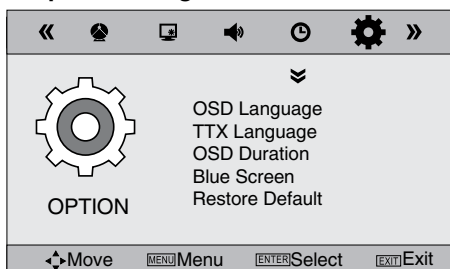 OSD Language
TTX Language
OSD Duration
Blue Screen
Restore Default
OPTION
Move MENU Menu ENTER Select EXIT Exit